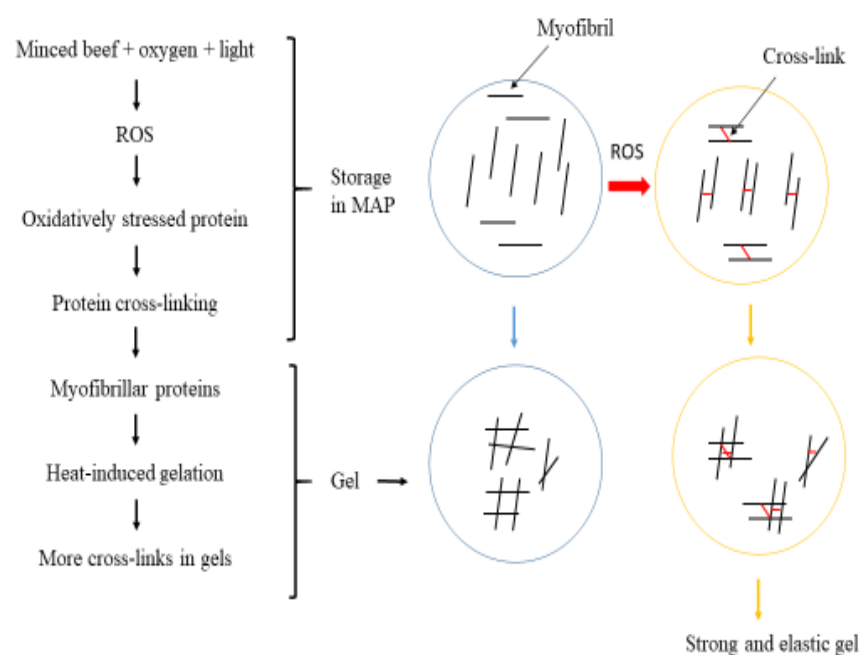 Minced beef + oxygen + light
ROS
Oxidatively stressed protein
Protein cross-linking
Myofibrillar proteins
Heat-induced gelation
More cross-links in gels
Storage
in MAP
Gel
Myofibril
Cross-link
ROS
Strong and elastic gel